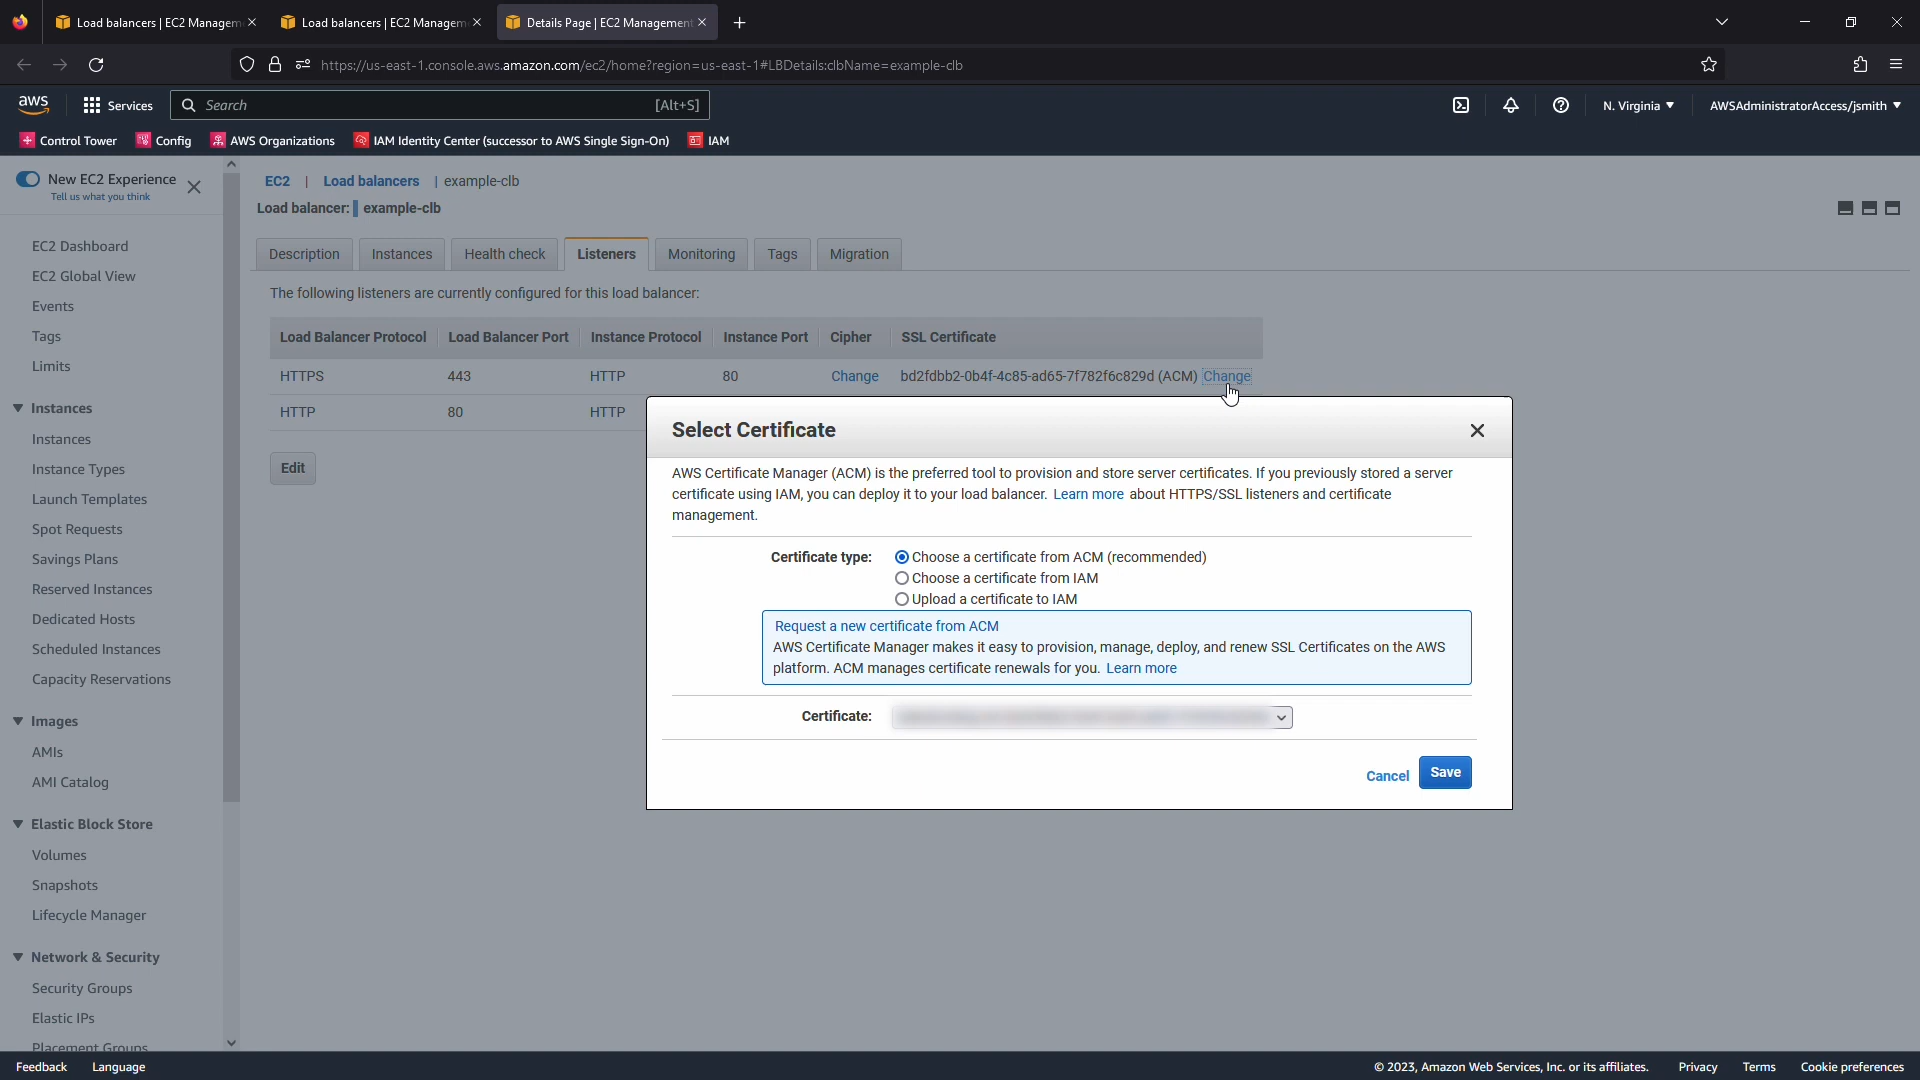 Load balancers | EC2 Managem
Load balancers | EC2 Managem
Details Page | EC2 Management
https://us-east-1.console.aws.amazon.com/ec2/home?region=us-east-1#LBDetails:clbName=example-clb
aws
Services
Search
[Alt+S]
N. Virginia
AWSAdministratorAccess/jsmith
Control Tower
Config
AWS Organizations
IAM Identity Center (successor to AWS Single Sign-On)
IAM
New EC2 Experience
Tell us what you think
EC2 Dashboard
EC2 Global View
Events
Tags
Limits
Instances
Instances
Instance Types
Launch Templates
Spot Requests
Savings Plans
Reserved Instances
Dedicated Hosts
Scheduled Instances
Capacity Reservations
Images
AMIs
AMI Catalog
Elastic Block Store
Volumes
Snapshots
Lifecycle Manager
Network & Security
Security Groups
Elastic IPs
Placement Groups
EC2 | Load balancers | example-clb
Load balancer: example-clb
Description
Instances
Health check
Listeners
Monitoring
Tags
Migration
The following listeners are currently configured for this load balancer:
Load Balancer Protocol Load Balancer Port Instance Protocol Instance Port Cipher SSL Certificate
HTTPS 443 HTTP 80 Change bd2fdbb2-0b4f-4c85-ad65-7f782f6c829d (ACM) Change
HTTP 80 HTTP
Edit
Select Certificate
AWS Certificate Manager (ACM) is the preferred tool to provision and store server certificates. If you previously stored a server
certificate using IAM, you can deploy it to your load balancer. Learn more about HTTPS/SSL listeners and certificate
management.
Certificate type:
Choose a certificate from ACM (recommended)
Choose a certificate from IAM
Upload a certificate to IAM
Request a new certificate from ACM
AWS Certificate Manager makes it easy to provision, manage, deploy, and renew SSL Certificates on the AWS
platform. ACM manages certificate renewals for you. Learn more
Certificate:
Cancel
Save
Feedback
Language
© 2023, Amazon Web Services, Inc. or its affiliates.
Privacy
Terms
Cookie preferences